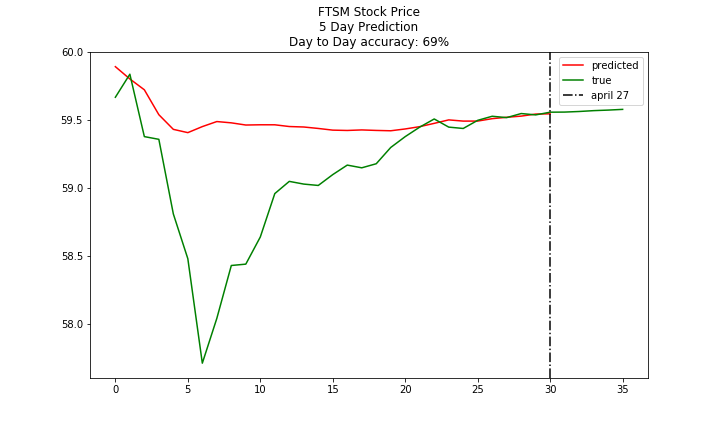 FTSM Stock Price
5 Day Prediction
Day to Day accuracy: 69%
predicted
true
april 27
60.0
59.5
59.0
58.5
58.0
0 5 10 15 20 25 30 35